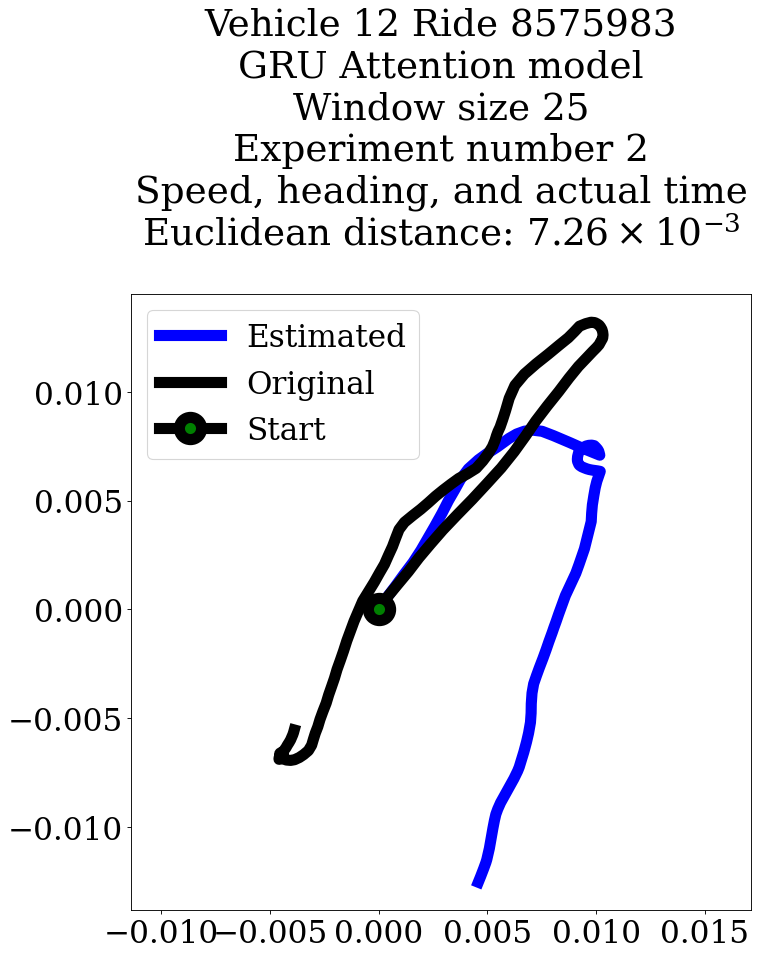 Vehicle 12 Ride 8575983
GRU Attention model
Window size 25
Experiment number 2
Speed, heading, and actual time
Euclidean distance: 7.26 × 10⁻³
Estimated
Original
Start
0.010
0.005
0.000
−0.005
−0.010
−0.010 −0.005 0.000 0.005 0.010 0.015